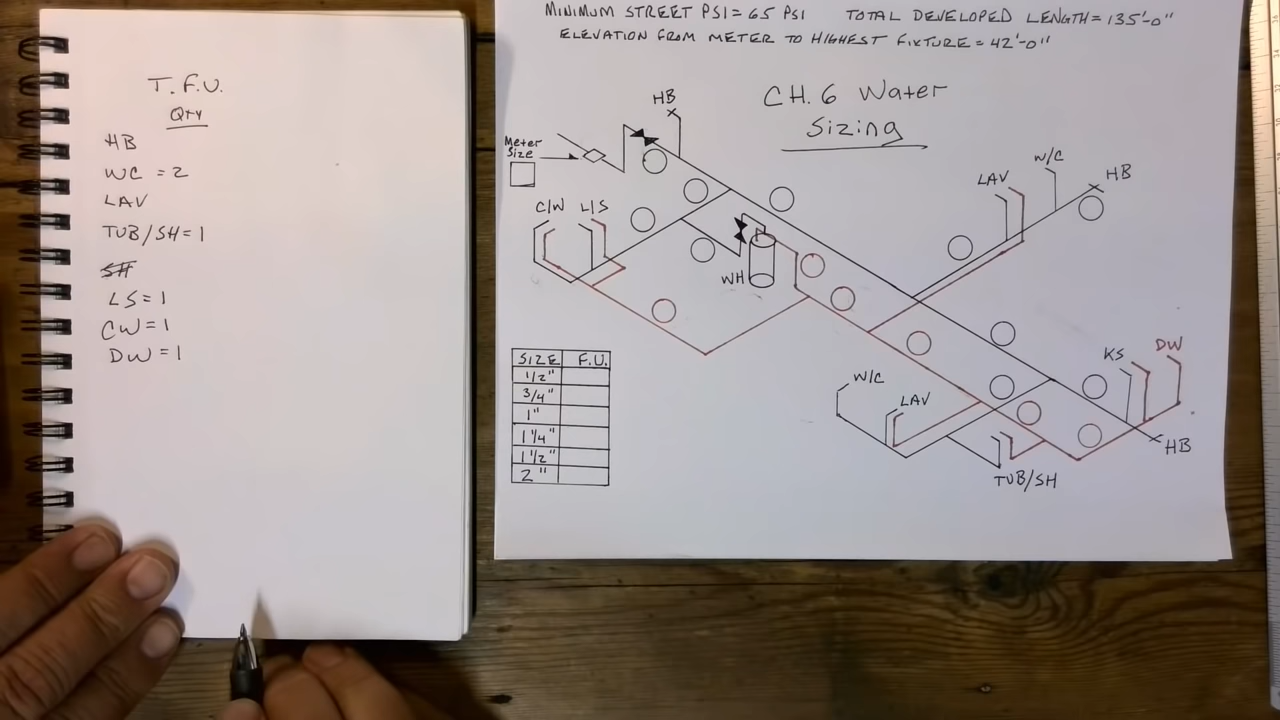 T.F.U.
Qty
HB
WC = 2
LAV
TUB/SH = 1
SH
LS = 1
CW = 1
DW = 1
MINIMUM STREET PSI = 65 PSI TOTAL DEVELOPED LENGTH = 135'-0"
ELEVATION FROM METER TO HIGHEST FIXTURE = 42'-0"
CH.6 Water
Sizing
HB
Meter
Size
C/W L/S
WH
LAV
W/C
HB
SIZE F.U.
1/2"
3/4"
1"
1 1/4"
1 1/2"
2"
W/C
LAV
TUB/SH
KS
DW
HB